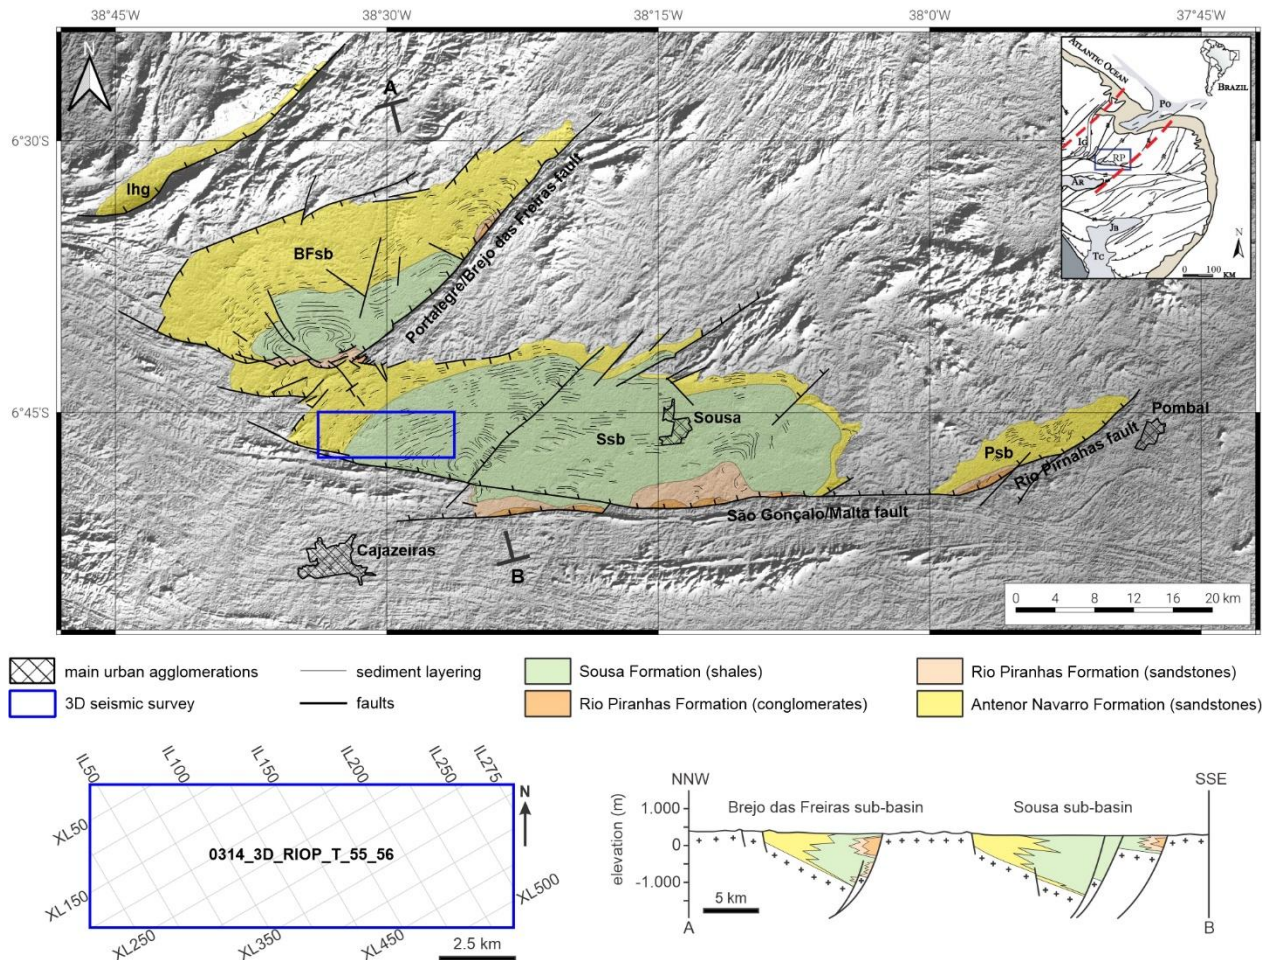 38°45'W 38°30'W 38°15'W 38°0'W 37°45'W
N
A
ATLANTIC OCEAN
BRAZIL
Po
6°30'S
IG
RP
AR
JB
TC
N
0 100
KM
Ihg
BFsb
Portalegre/Brejo das Freiras fault
6°45'S
Sousa
Ssb
Pombal
Psb
Rio Pirnahas fault
São Gonçalo/Malta fault
Cajazeiras
B
0 4 8 12 16 20 km
main urban agglomerations
sediment layering
Sousa Formation (shales)
Rio Piranhas Formation (sandstones)
3D seismic survey
faults
Rio Piranhas Formation (conglomerates)
Antenor Navarro Formation (sandstones)
IL50 IL100 IL150 IL200 IL250 IL275
N
XL50
0314_3D_RIOP_T_55_56
XL150
XL500
XL250 XL350 XL450
2.5 km
NNW SSE
Brejo das Freiras sub-basin Sousa sub-basin
elevation (m)
1.000
0
-1.000
5 km
A B